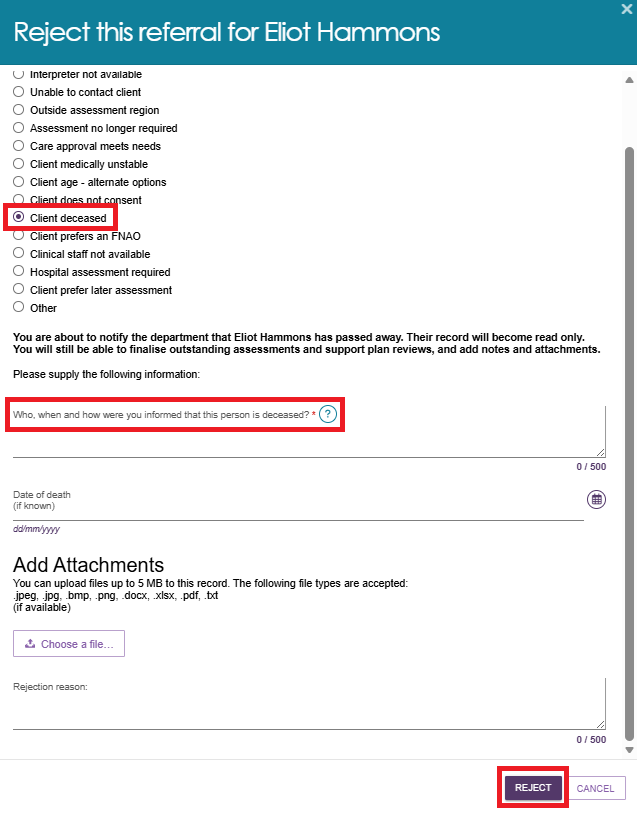 Reject this referral for Eliot Hammons
Interpreter not available
Unable to contact client
Outside assessment region
Assessment no longer required
Care approval meets needs
Client medically unstable
Client age - alternate options
Client does not consent
Client deceased
Client prefers an FNAO
Clinical staff not available
Hospital assessment required
Client prefer later assessment
Other
You are about to notify the department that Eliot Hammons has passed away. Their record will become read only.
You will still be able to finalise outstanding assessments and support plan reviews, and add notes and attachments.
Please supply the following information:
Who, when and how were you informed that this person is deceased? * ?
0 / 500
Date of death
(if known)
dd/mm/yyyy
Add Attachments
You can upload files up to 5 MB to this record. The following file types are accepted:
.jpeg, .jpg, .bmp, .png, .docx, .xlsx, .pdf, .txt
(if available)
Choose a file...
Rejection reason:
0 / 500
REJECT CANCEL